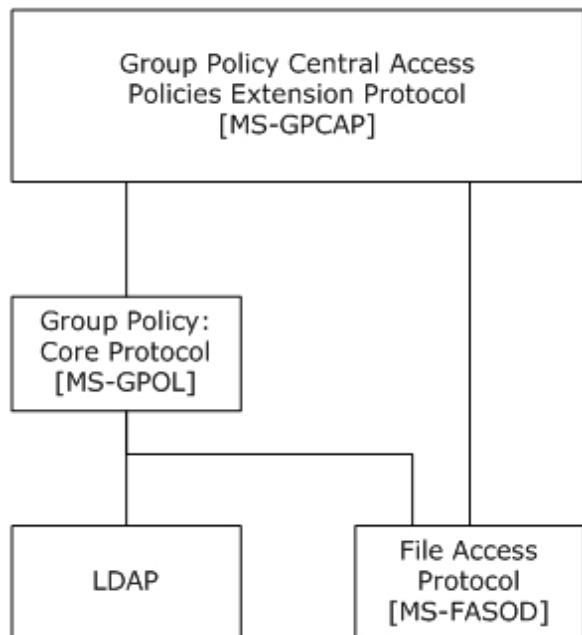 Group Policy Central Access
Policies Extension Protocol
[MS-GPCAP]
Group Policy:
Core Protocol
[MS-GPOL]
LDAP
File Access
Protocol
[MS-FASOD]